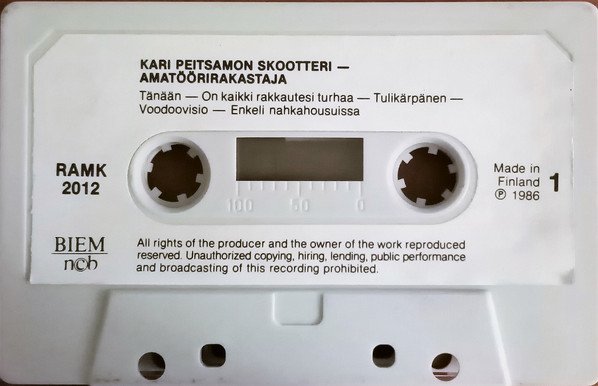 KARI PEITSAMON SKOOTTERI —
AMATÖÖRIRAKASTAJA
Tänään — On kaikki rakkautesi turhaa — Tulikärpänen —
Voodoovisio — Enkeli nahkahousuissa
RAMK
2012
Made in
Finland
℗ 1986
1
100 50 0
BIEM
n©b
All rights of the producer and the owner of the work reproduced
reserved. Unauthorized copying, hiring, lending, public performance
and broadcasting of this recording prohibited.